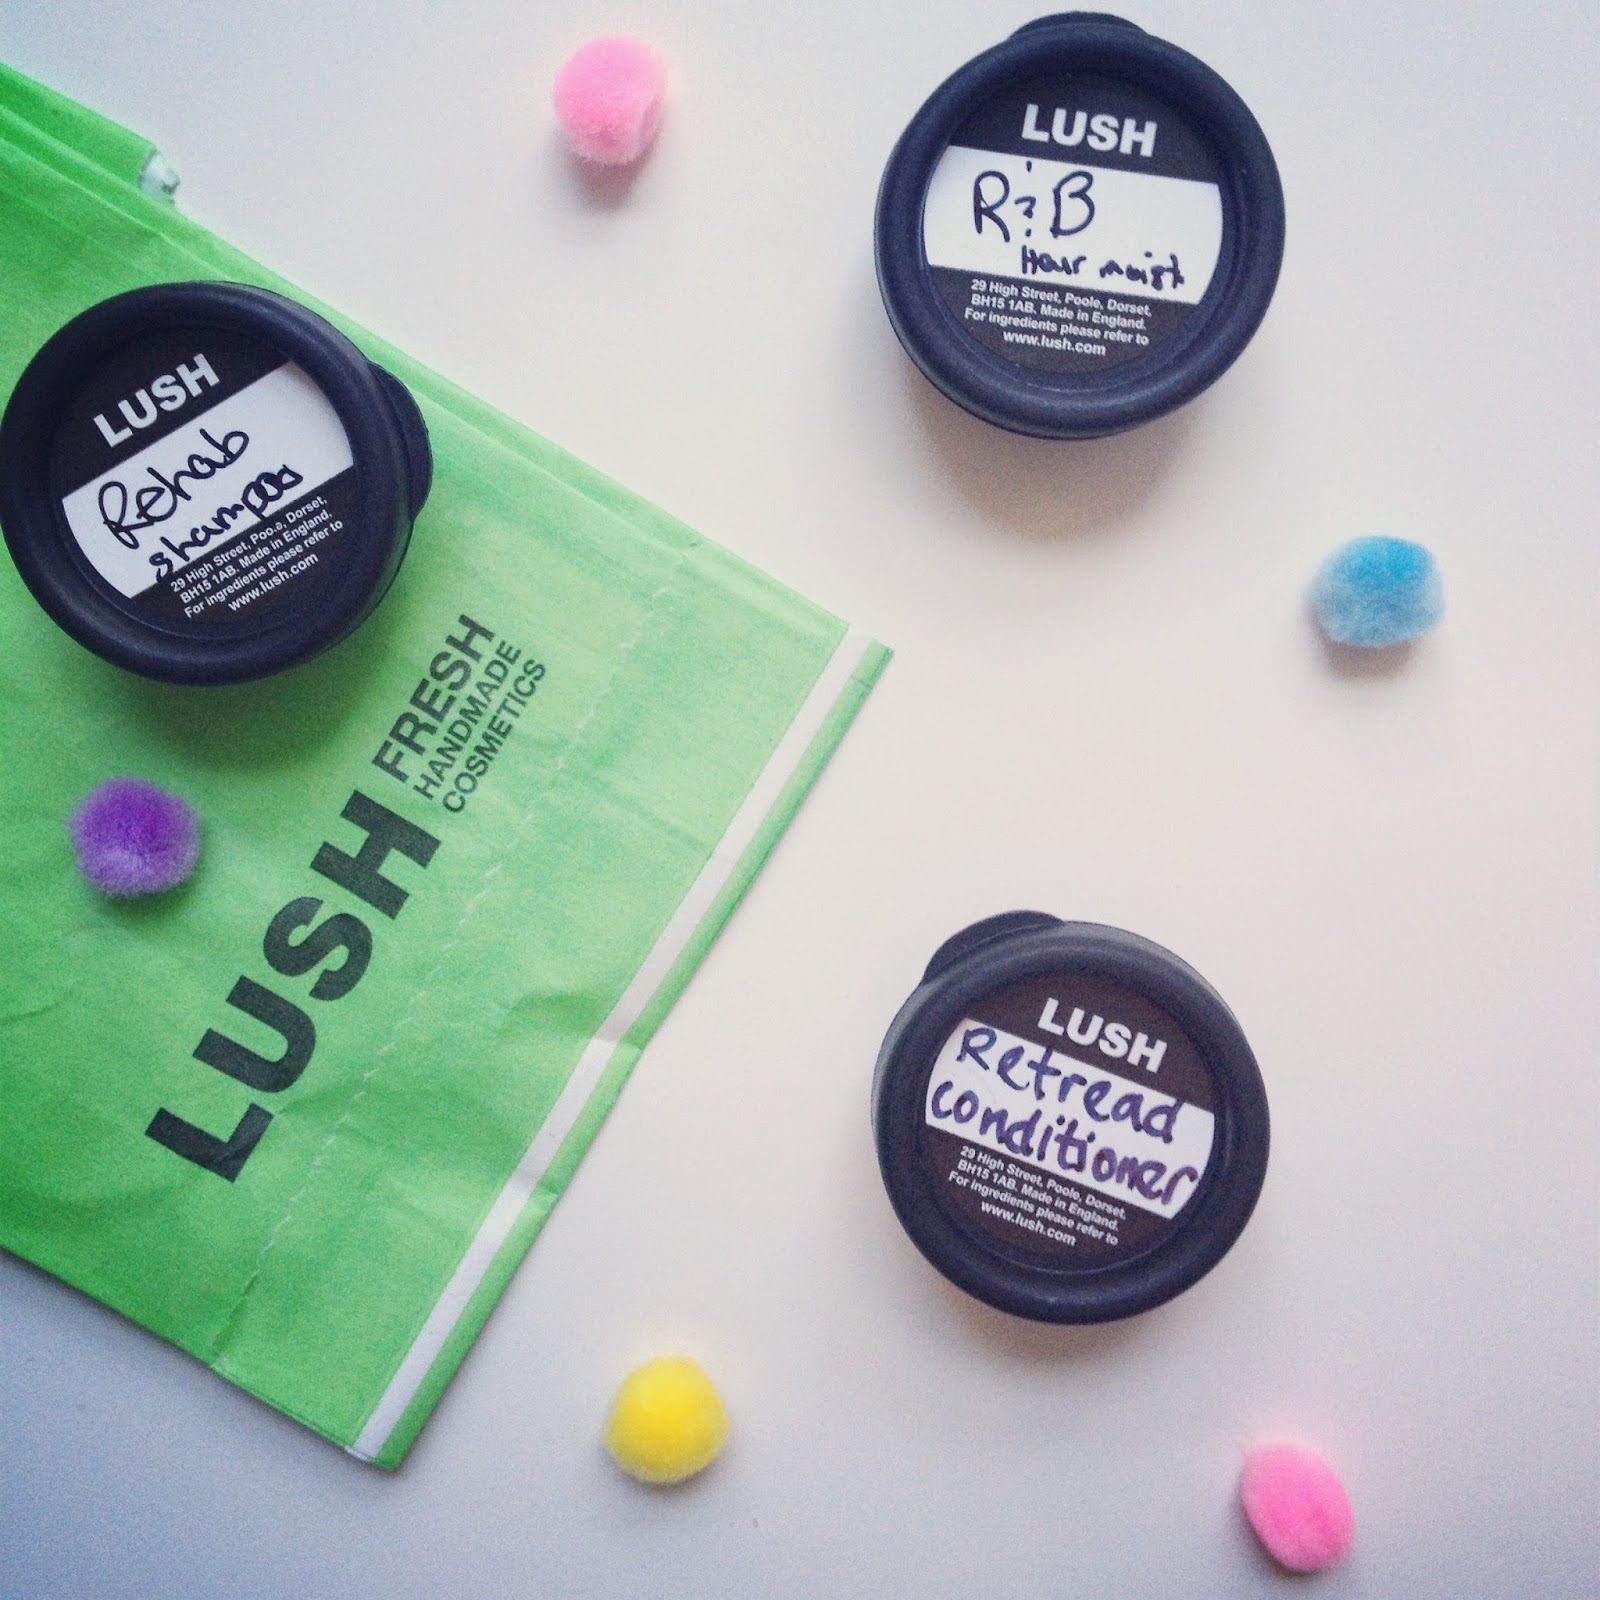 LUSH
Rehab
shampoo
29 High Street, Poole, Dorset,
BH15 1AB. Made in England.
For ingredients please refer to
www.lush.com
LUSH FRESH
HANDMADE
COSMETICS
LUSH
R&B
Hair moist.
29 High Street, Poole, Dorset,
BH15 1AB. Made in England.
For ingredients please refer to
www.lush.com
LUSH
Retread
conditioner
29 High Street, Poole, Dorset,
BH15 1AB. Made in England.
For ingredients please refer to
www.lush.com